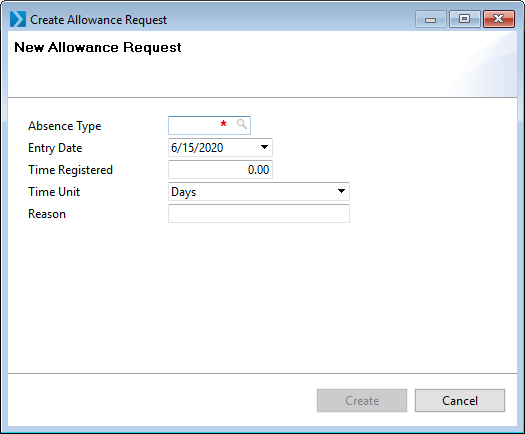 Create Allowance Request
New Allowance Request
Absence Type *
Entry Date 6/15/2020
Time Registered 0.00
Time Unit Days
Reason
Create Cancel